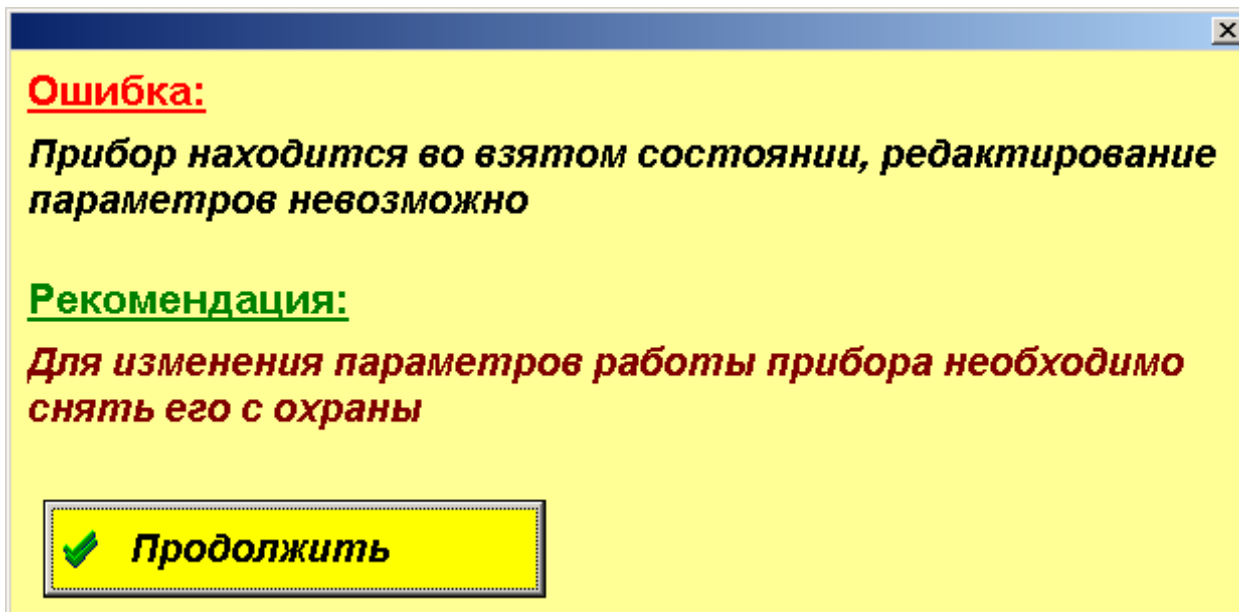 Ошибка:
Прибор находится во взятом состоянии, редактирование
параметров невозможно
Рекомендация:
Для изменения параметров работы прибора необходимо
снять его с охраны
Продолжить